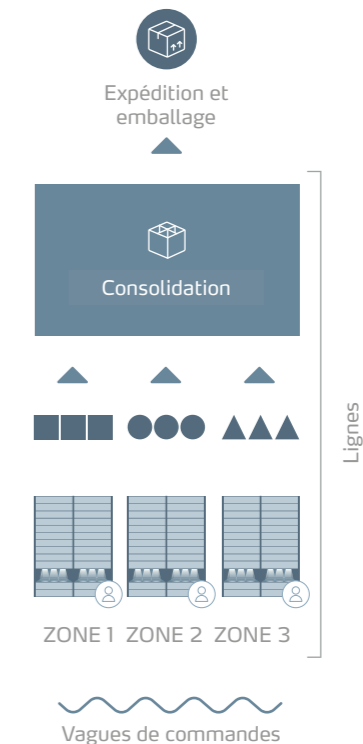 Expédition et
emballage
Consolidation
Lignes
ZONE 1 ZONE 2 ZONE 3
Vagues de commandes